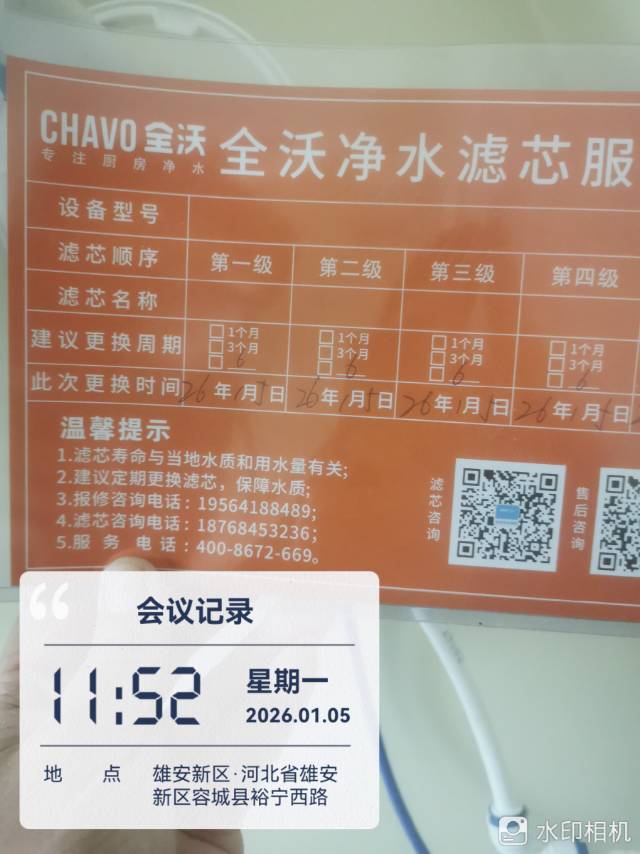 CHAVO 全沃
专注厨房净水
全沃净水滤芯服
设备型号
滤芯顺序 第一级 第二级 第三级 第四级
滤芯名称
建议更换周期
1个月 1个月 1个月 1个月
3个月 3个月 3个月 3个月
6 6 6 6
此次更换时间 26年1月5日 26年1月5日 26年1月5日 26年1月5日
温馨提示
1.滤芯寿命与当地水质和用水量有关;
2.建议定期更换滤芯，保障水质;
3.报修咨询电话：19564188489;
4.滤芯咨询电话：18768453236;
5.服务电话:400-8672-669。
滤芯咨询
售后咨询
会议记录
11:52
星期一
2026.01.05
地点 雄安新区·河北省雄安
新区容城县裕宁西路
水印相机